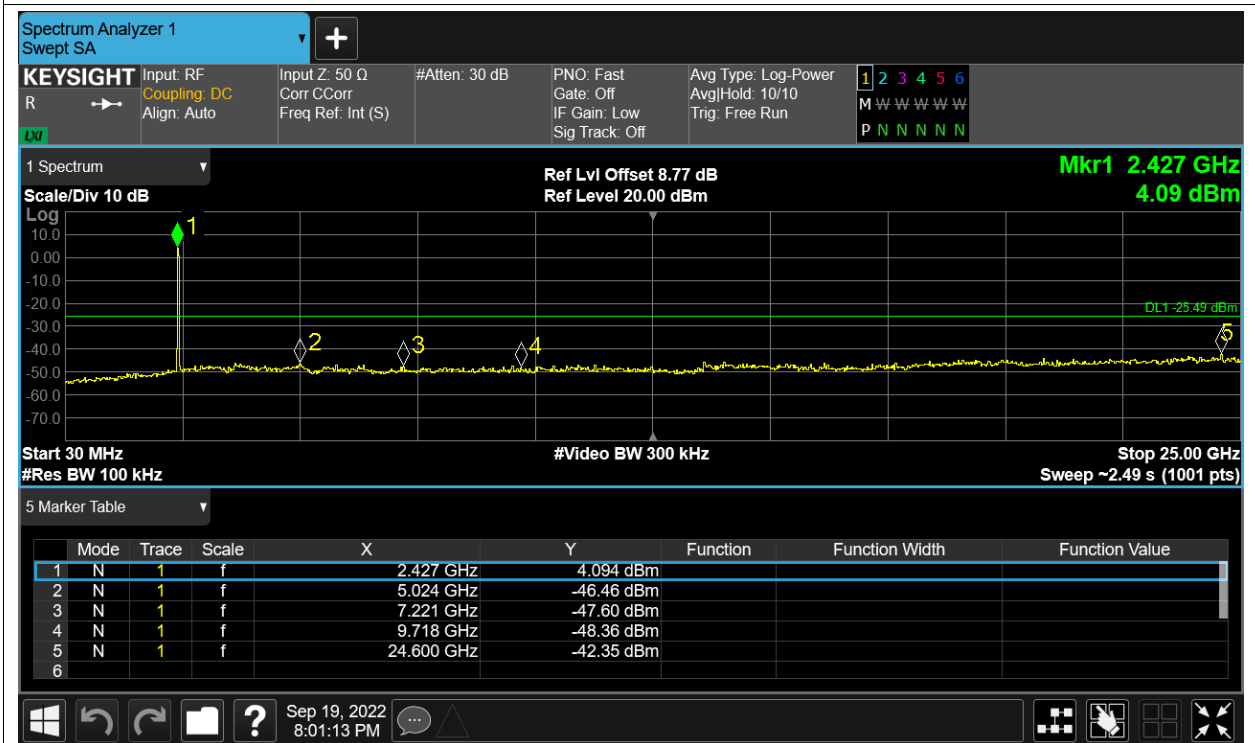 Spectrum Analyzer 1
Swept SA
+
KEYSIGHT Input: RF Input Z: 50 Ω #Atten: 30 dB PNO: Fast Avg Type: Log-Power 1 2 3 4 5 6
R Coupling: DC Corr CCorr Gate: Off Avg|Hold: 10/10 M W W W W W
Align: Auto Freq Ref: Int (S) IF Gain: Low Trig: Free Run
LXI Sig Track: Off P N N N N N
1 Spectrum Ref Lvl Offset 8.77 dB Mkr1 2.427 GHz
Scale/Div 10 dB Ref Level 20.00 dBm 4.09 dBm
Log
1
10.0
0.00
-10.0
-20.0
DL1 -25.49 dBm
-30.0
2 3 4 5
-40.0
-50.0
-60.0
-70.0
Start 30 MHz #Video BW 300 kHz Stop 25.00 GHz
#Res BW 100 kHz Sweep ~2.49 s (1001 pts)
5 Marker Table
Mode Trace Scale X Y Function Function Width Function Value
1 N 1 f 2.427 GHz 4.094 dBm
2 N 1 f 5.024 GHz -46.46 dBm
3 N 1 f 7.221 GHz -47.60 dBm
4 N 1 f 9.718 GHz -48.36 dBm
5 N 1 f 24.600 GHz -42.35 dBm
6
? Sep 19, 2022
8:01:13 PM